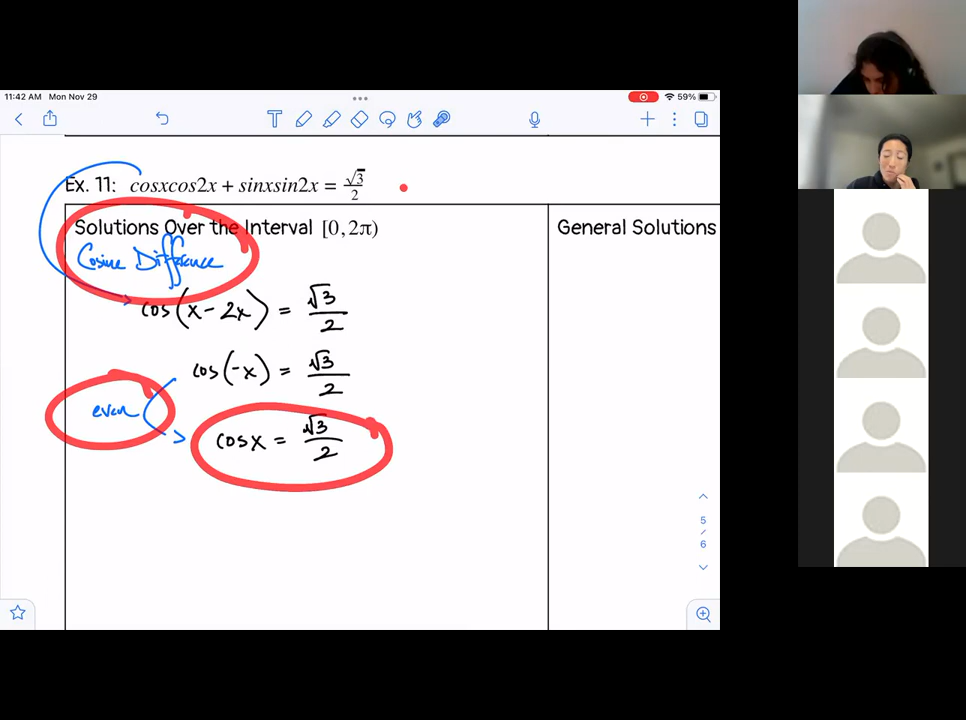 11:42 AM Mon Nov 29
59%
Ex. 11: cosxcos2x + sinxsin2x = √3/2
Solutions Over the Interval [0, 2π)
General Solutions
Cosine Difference
cos(x - 2x) = √3/2
cos(-x) = √3/2
even
cosx = √3/2
5
/
6